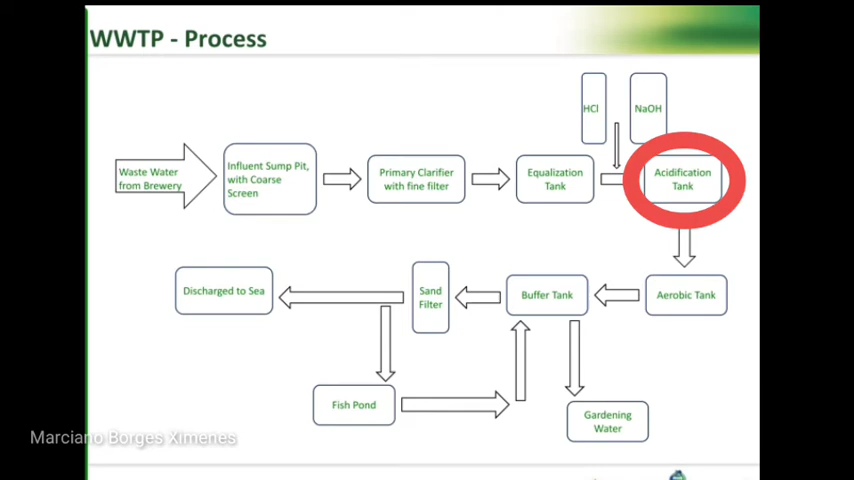 WWTP - Process
HCl
NaOH
Waste Water
from Brewery
Influent Sump Pit,
with Coarse
Screen
Primary Clarifier
with fine filter
Equalization
Tank
Acidification
Tank
Discharged to Sea
Sand
Filter
Buffer Tank
Aerobic Tank
Fish Pond
Gardening
Water
Marciano Borges Ximenes